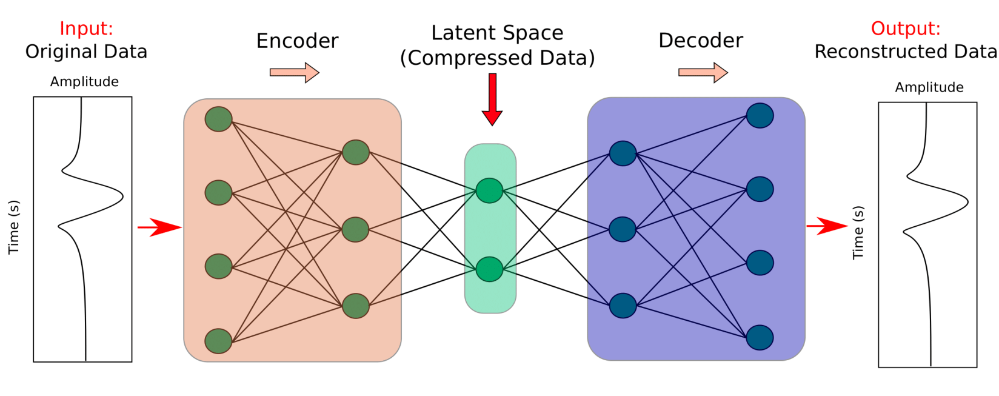 Input:
Original Data
Amplitude
Time (s)
Encoder
Latent Space
(Compressed Data)
Decoder
Output:
Reconstructed Data
Amplitude
Time (s)